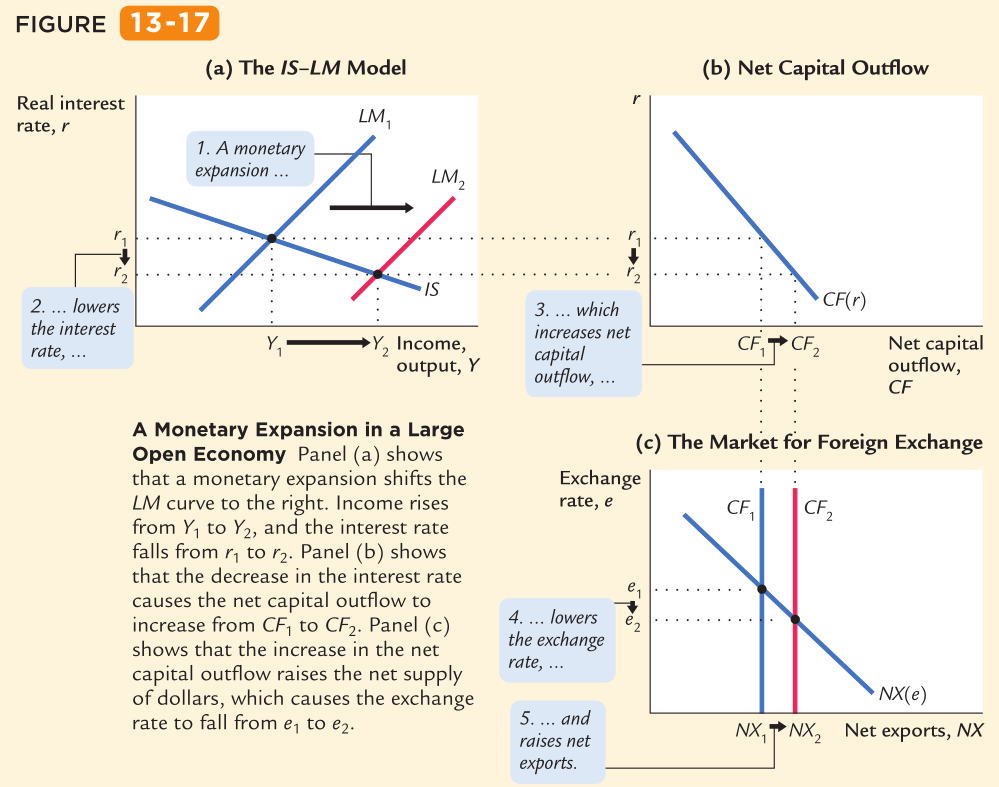 FIGURE 13-17
(a) The IS–LM Model
Real interest
rate, r
LM1
1. A monetary
expansion ...
LM2
r1
r2
IS
2. ... lowers
the interest
rate, ...
Y1
Y2
Income,
output, Y
(b) Net Capital Outflow
r
r1
r2
CF(r)
3. ... which
increases net
capital
outflow, ...
CF1
CF2
Net capital
outflow,
CF
A Monetary Expansion in a Large
Open Economy Panel (a) shows
that a monetary expansion shifts the
LM curve to the right. Income rises
from Y1 to Y2, and the interest rate
falls from r1 to r2. Panel (b) shows
that the decrease in the interest rate
causes the net capital outflow to
increase from CF1 to CF2. Panel (c)
shows that the increase in the net
capital outflow raises the net supply
of dollars, which causes the exchange
rate to fall from e1 to e2.
(c) The Market for Foreign Exchange
Exchange
rate, e
CF1
CF2
e1
e2
4. ... lowers
the exchange
rate, ...
NX(e)
5. ... and
raises net
exports.
NX1
NX2
Net exports, NX